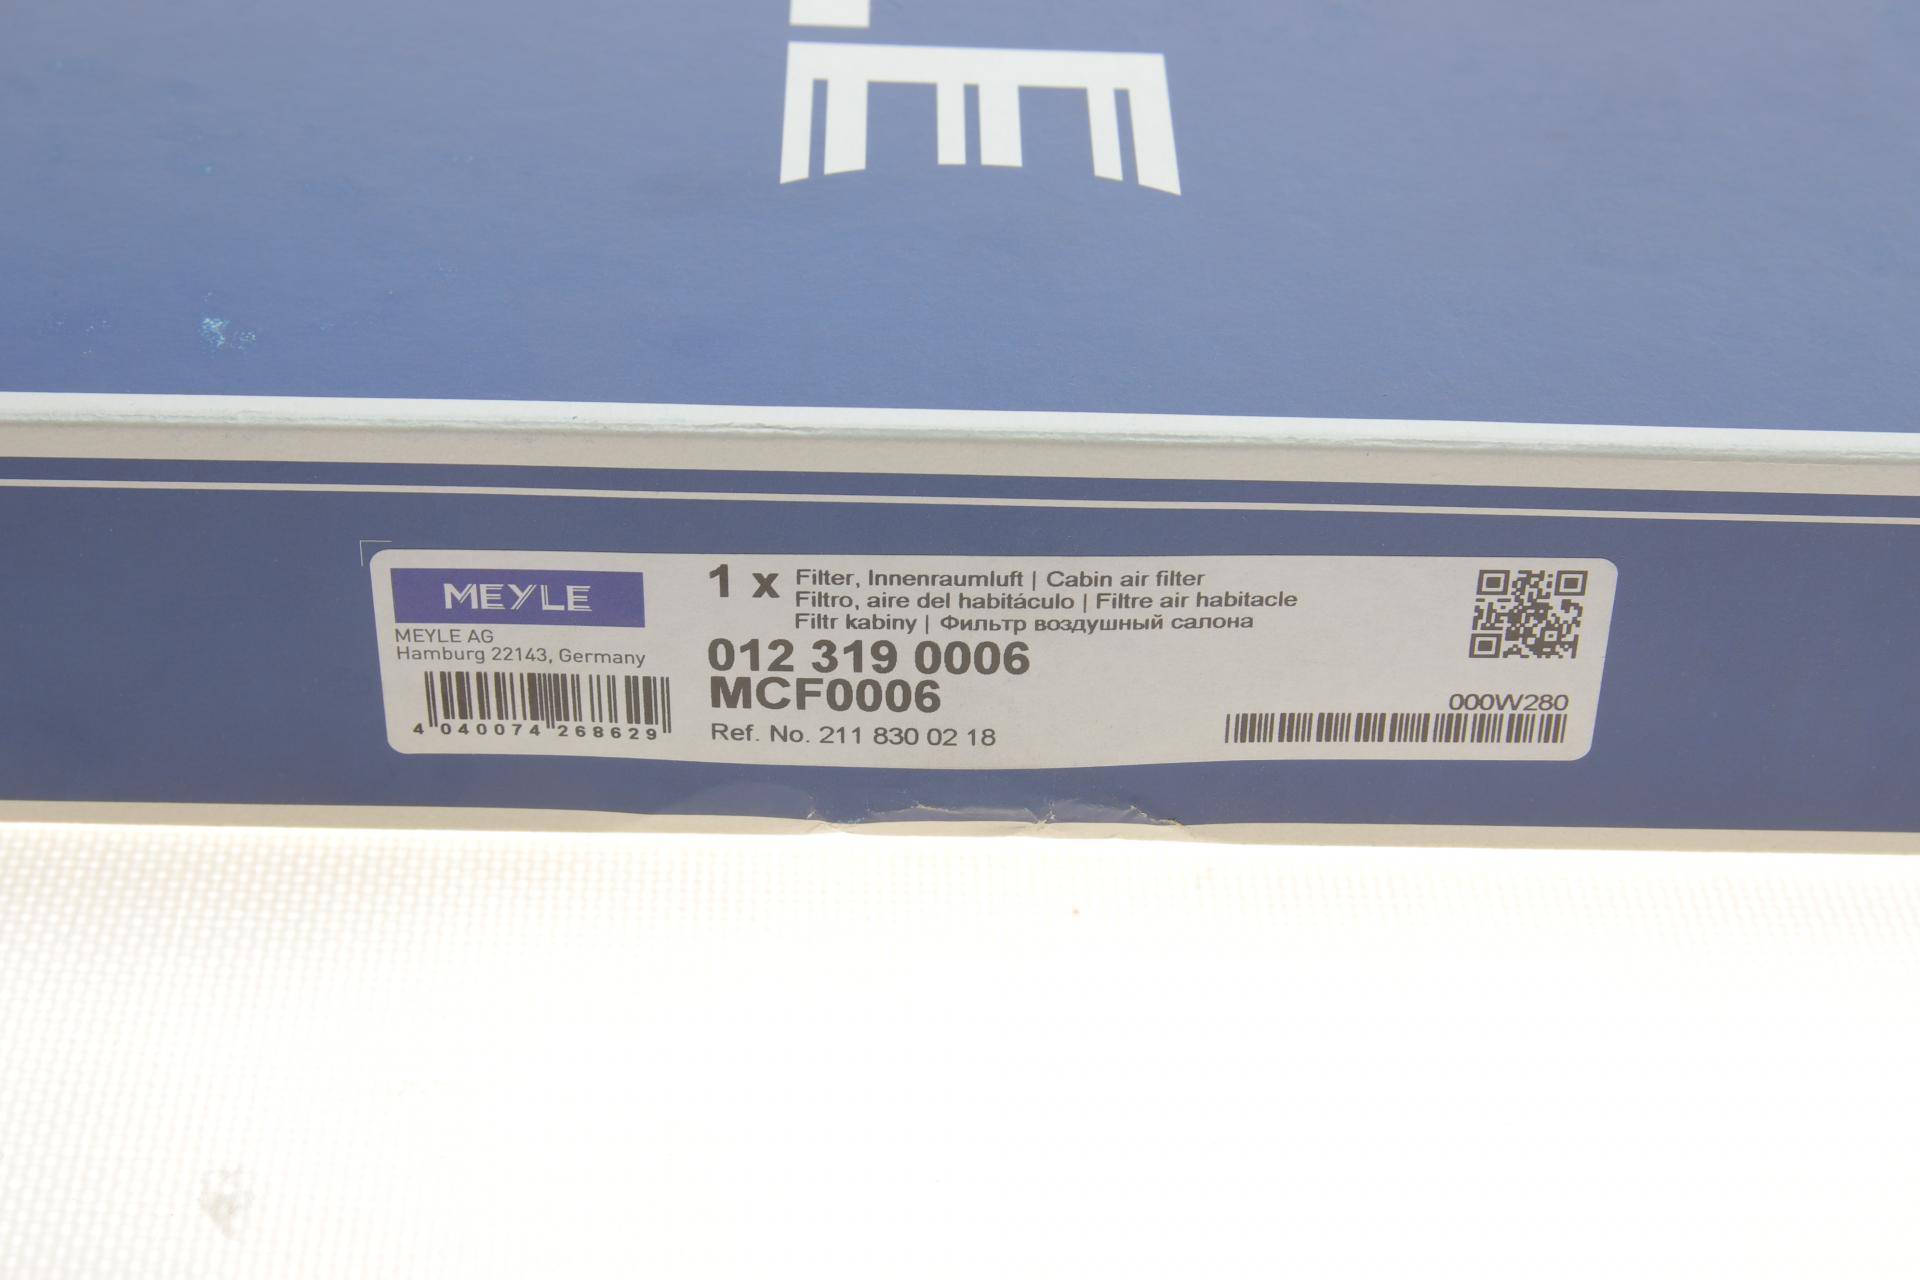 E
MEYLE
MEYLE AG
Hamburg 22143, Germany
4 040074 268629
1 x Filter, Innenraumluft | Cabin air filter
Filtro, aire del habitáculo | Filtre air habitacle
Filtr kabiny | Фильтр воздушный салона
012 319 0006
MCF0006
Ref. No. 211 830 02 18
000W280